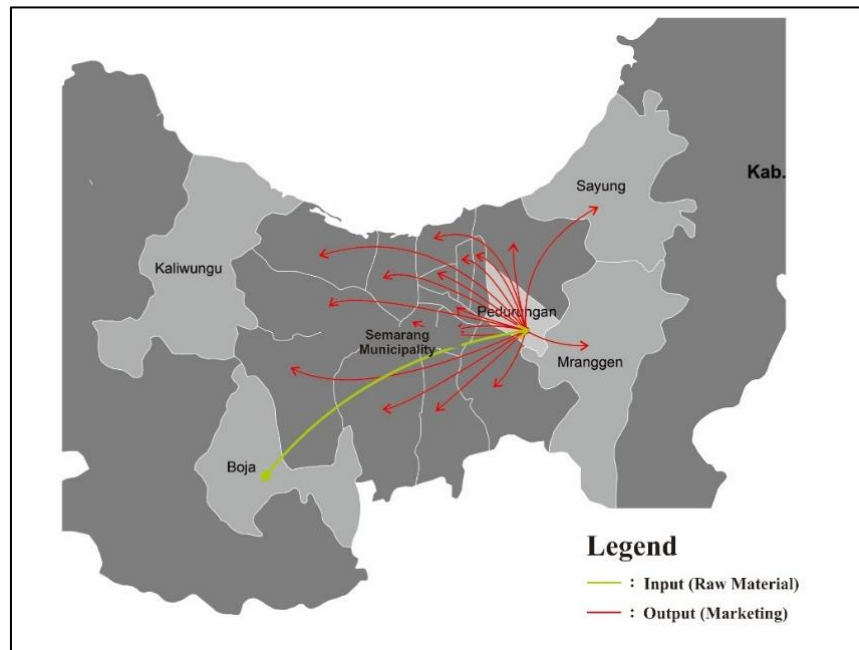 Kab.
Sayung
Kaliwungu
Pedurungan
Semarang
Municipality
Mranggen
Boja
Legend
: Input (Raw Material)
: Output (Marketing)